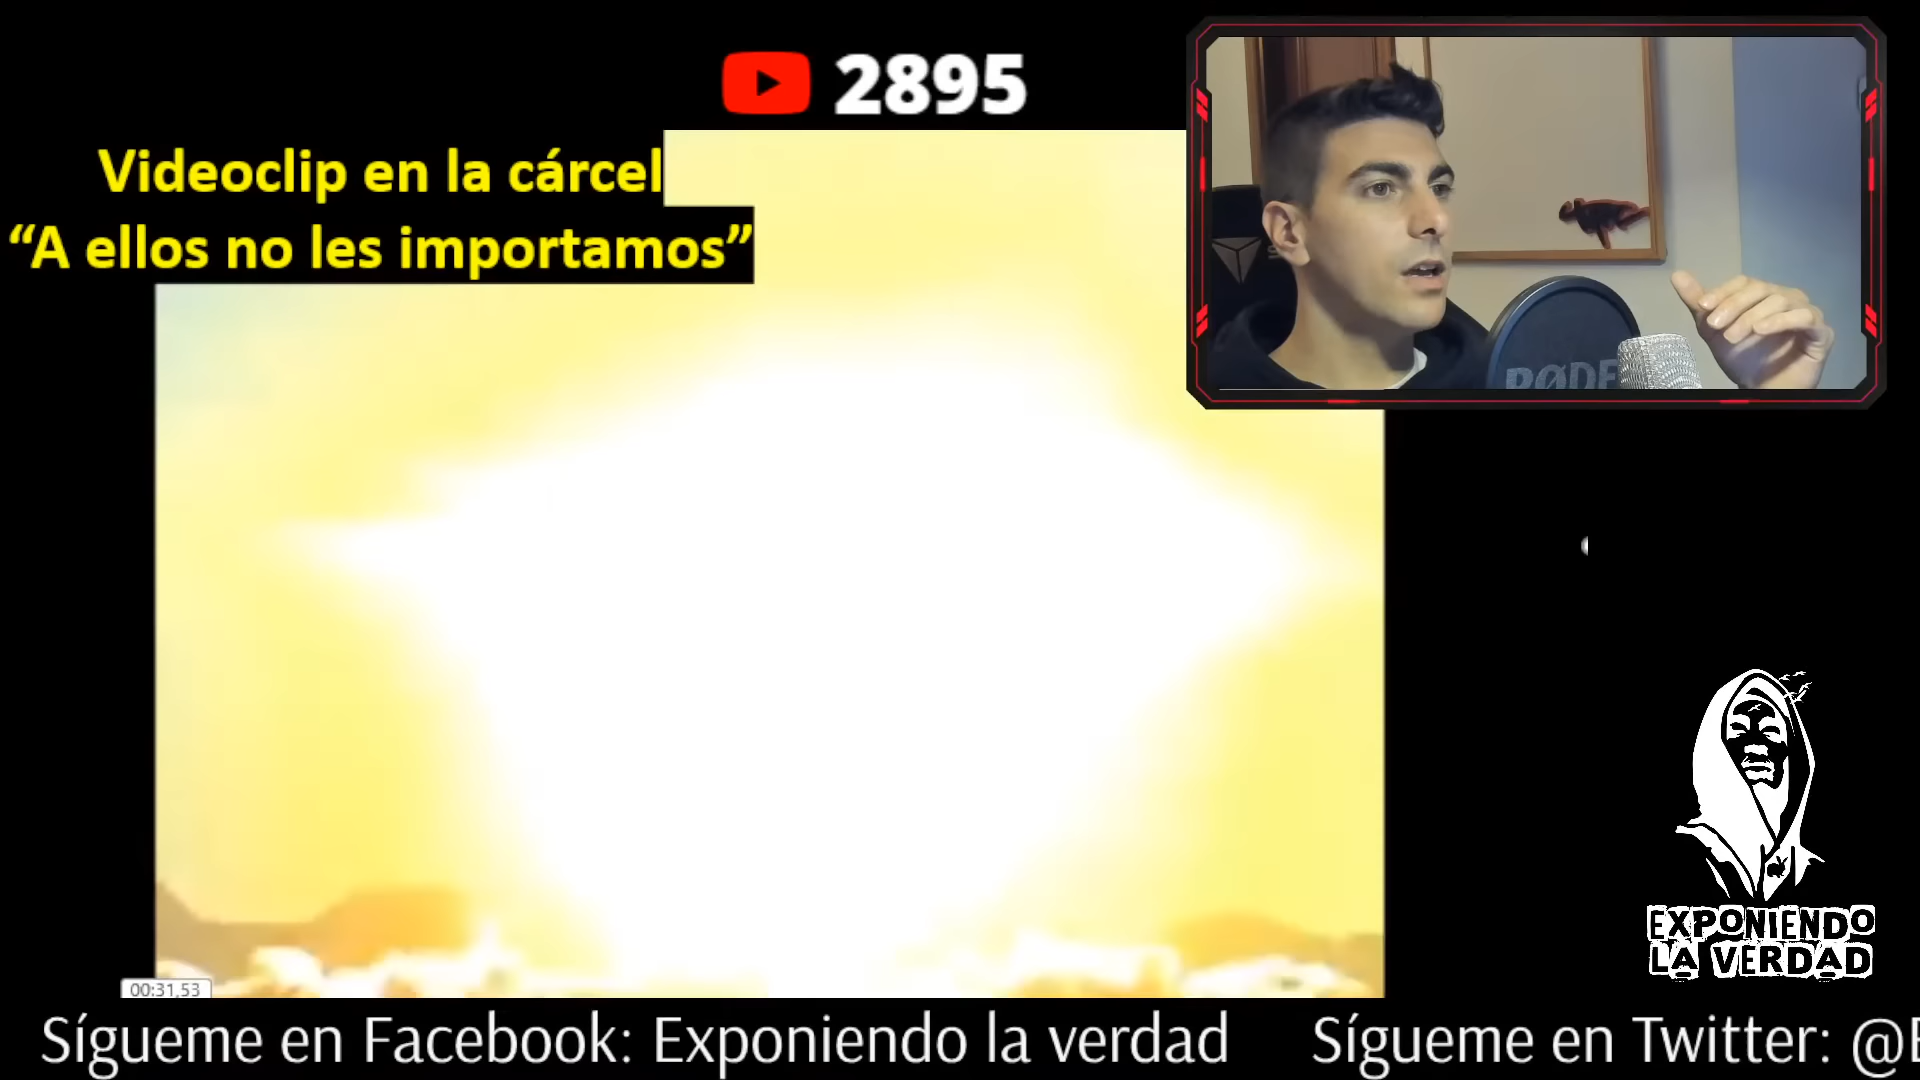 2895
Videoclip en la cárcel
“A ellos no les importamos”
RØDE
00:31,53
EXPONIENDO
LA VERDAD
Sígueme en Facebook: Exponiendo la verdad Sígueme en Twitter: @E